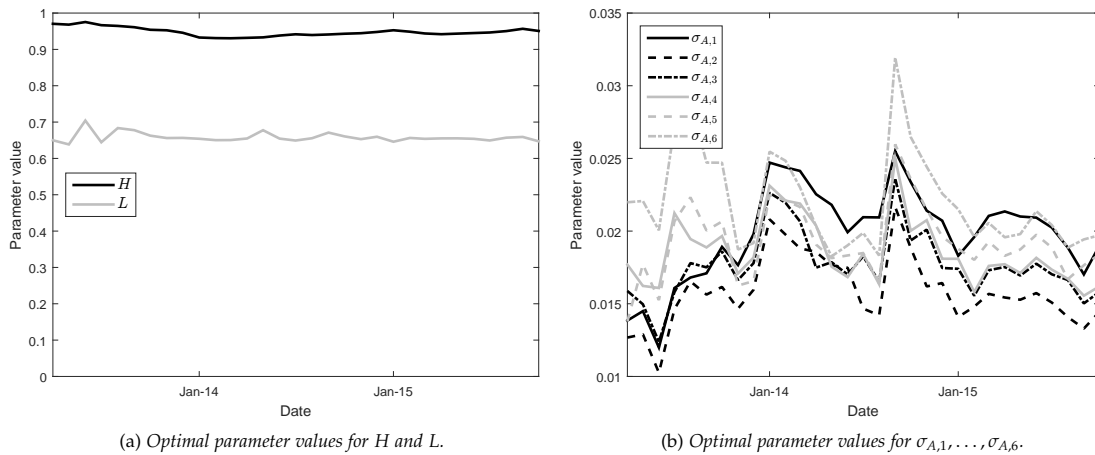 1
0.9
0.8
0.7
0.6
0.5
0.4
0.3
0.2
0.1
0
Parameter value
H
L
Jan-14
Jan-15
Date
(a) Optimal parameter values for H and L.
0.035
0.03
0.025
0.02
0.015
0.01
Parameter value
σA,1
σA,2
σA,3
σA,4
σA,5
σA,6
Jan-14
Jan-15
Date
(b) Optimal parameter values for σA,1, . . . , σA,6.